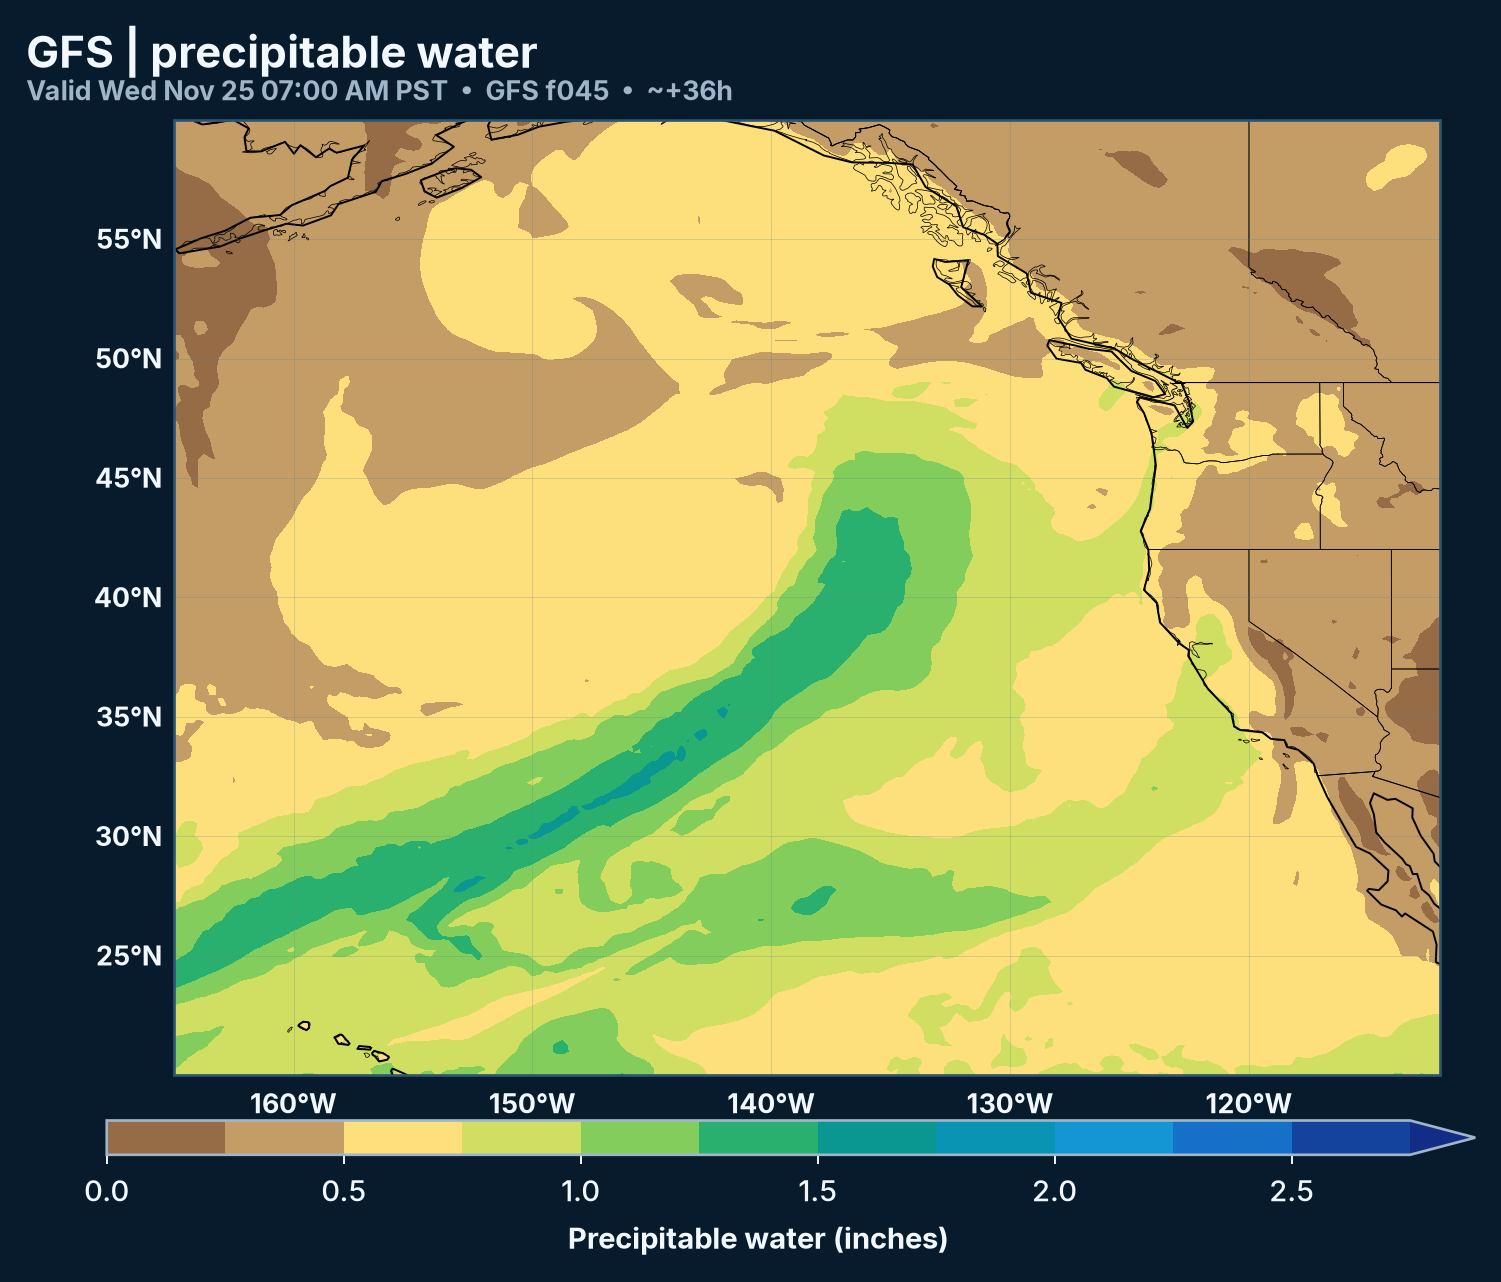 GFS | precipitable water
Valid Wed Nov 25 07:00 AM PST • GFS f045 • ~+36h
55°N
50°N
45°N
40°N
35°N
30°N
25°N
160°W 150°W 140°W 130°W 120°W
0.0 0.5 1.0 1.5 2.0 2.5
Precipitable water (inches)